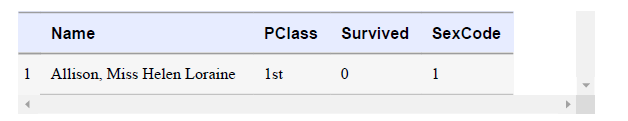 Name PClass Survived SexCode
1 Allison, Miss Helen Loraine 1st 0 1